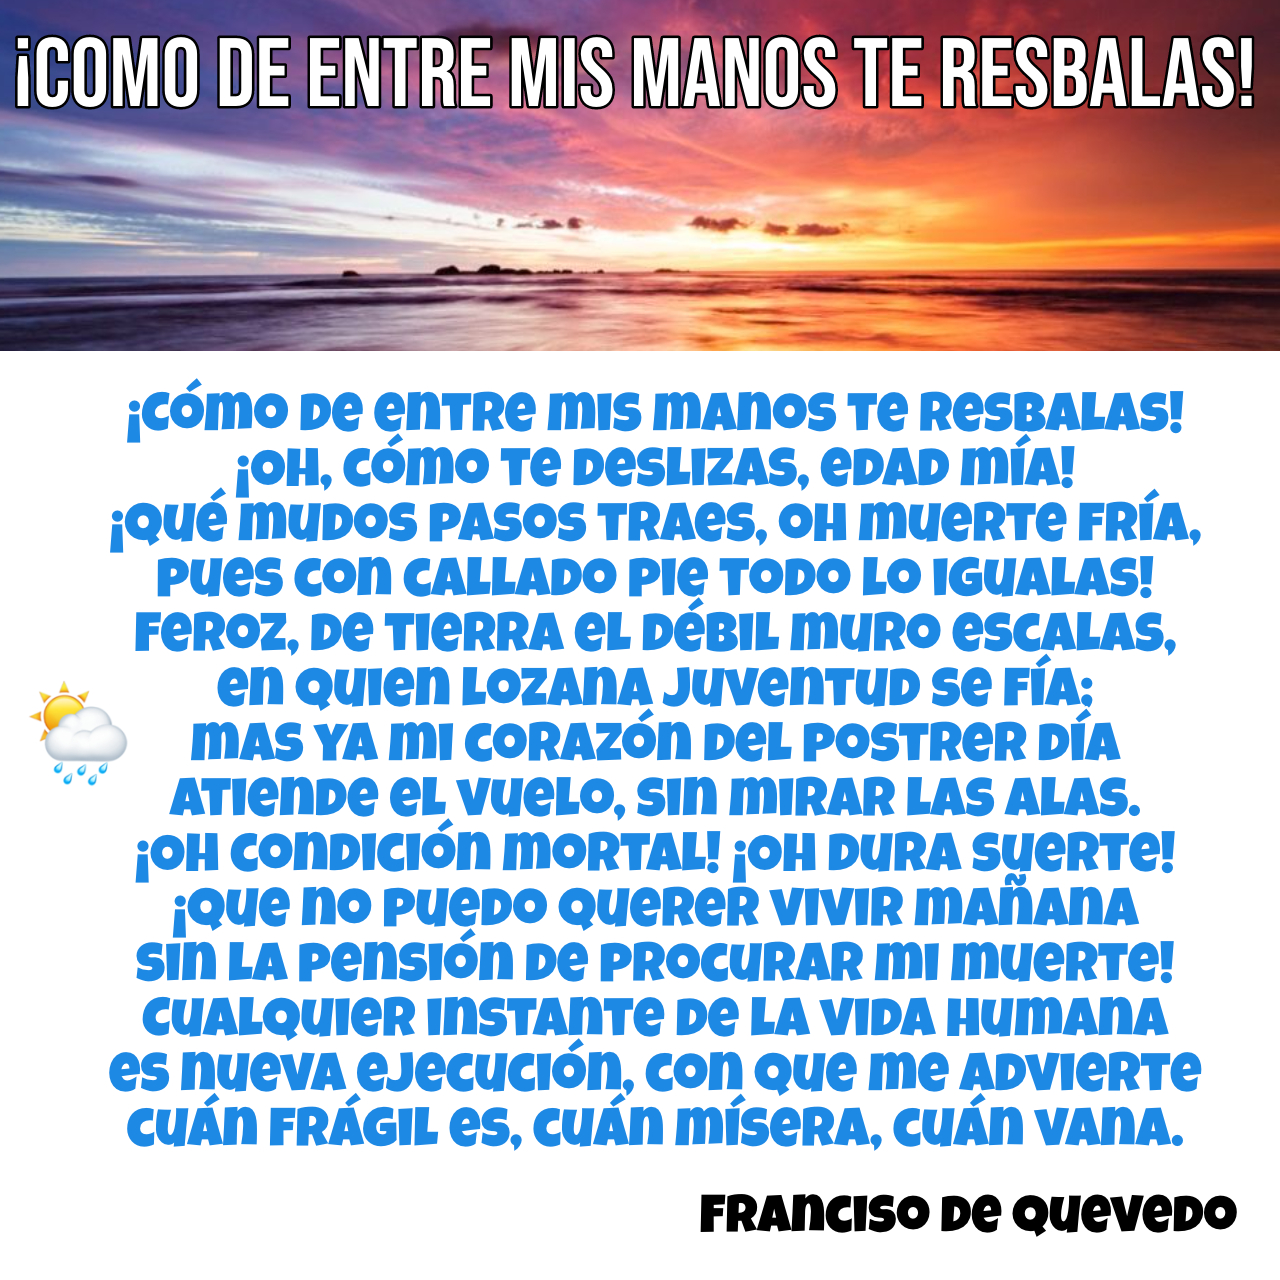 ¡COMO DE ENTRE MIS MANOS TE RESBALAS!
¡Cómo de entre mis manos te resbalas!
¡Oh, cómo te deslizas, edad mía!
¡Qué mudos pasos traes, oh muerte fría,
pues con callado pie todo lo igualas!
Feroz, de tierra el débil muro escalas,
en quien lozana juventud se fía;
mas ya mi corazón del postrer día
atiende el vuelo, sin mirar las alas.
¡Oh condición mortal! ¡Oh dura suerte!
¡Que no puedo querer vivir mañana
sin la pensión de procurar mi muerte!
Cualquier instante de la vida humana
es nueva ejecución, con que me advierte
cuán frágil es, cuán mísera, cuán vana.
Franciso de Quevedo